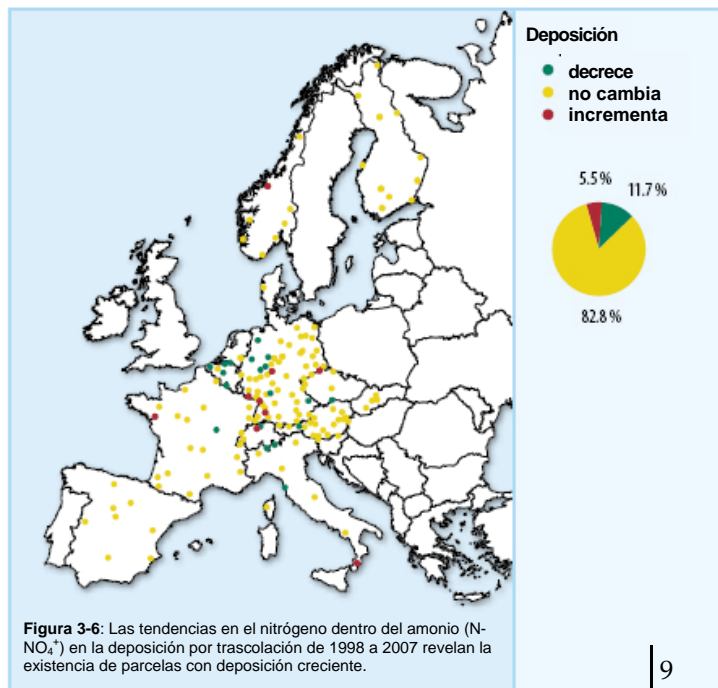 Deposición
decrece
no cambia
incrementa
5.5 %
11.7 %
82.8 %
Figura 3-6: Las tendencias en el nitrógeno dentro del amonio (N-
NO₄⁺) en la deposición por trascolación de 1998 a 2007 revelan la
existencia de parcelas con deposición creciente.
9